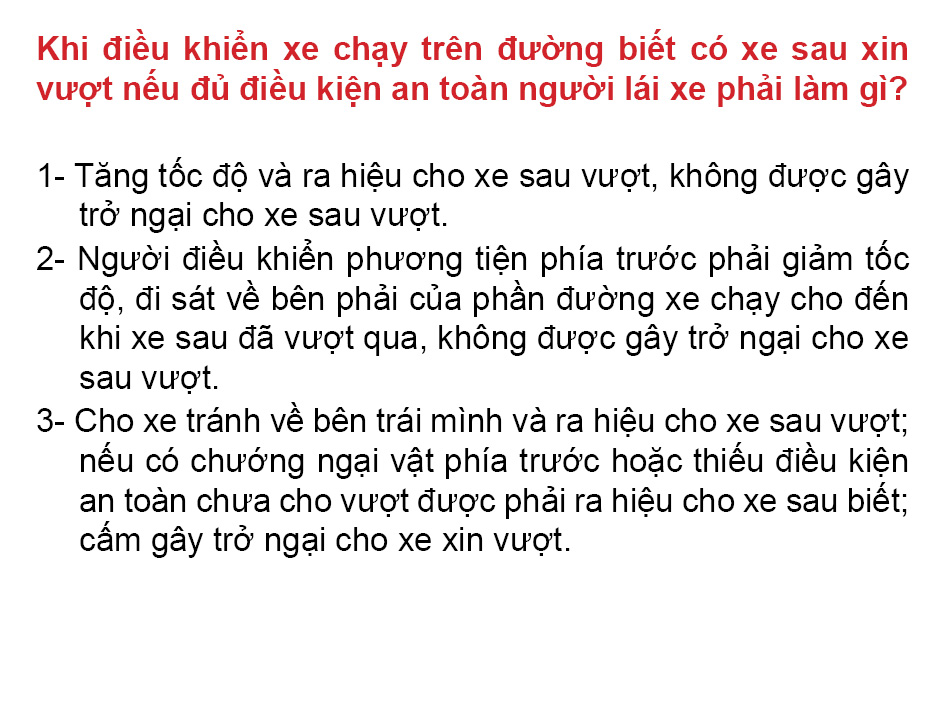 Khi điều khiển xe chạy trên đường biết có xe sau xin
vượt nếu đủ điều kiện an toàn người lái xe phải làm gì?
1- Tăng tốc độ và ra hiệu cho xe sau vượt, không được gây
trở ngại cho xe sau vượt.
2- Người điều khiển phương tiện phía trước phải giảm tốc
độ, đi sát về bên phải của phần đường xe chạy cho đến
khi xe sau đã vượt qua, không được gây trở ngại cho xe
sau vượt.
3- Cho xe tránh về bên trái mình và ra hiệu cho xe sau vượt;
nếu có chướng ngại vật phía trước hoặc thiếu điều kiện
an toàn chưa cho vượt được phải ra hiệu cho xe sau biết;
cấm gây trở ngại cho xe xin vượt.